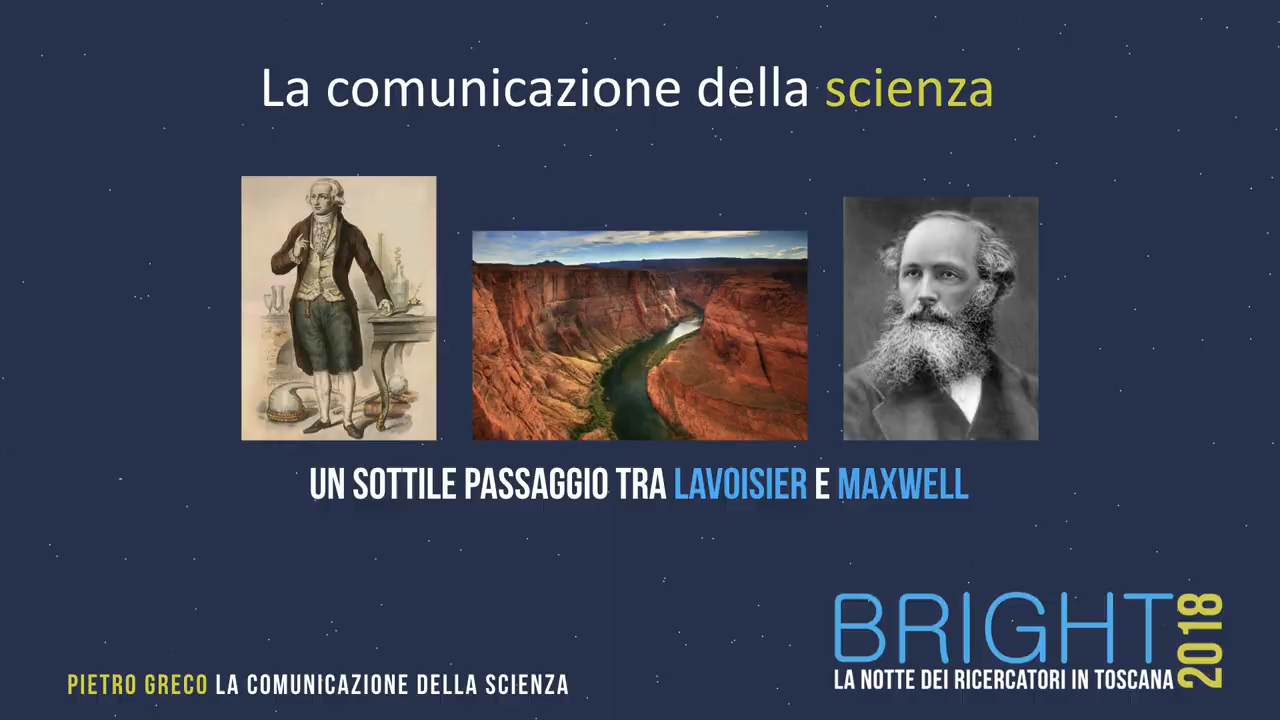 La comunicazione della scienza
UN SOTTILE PASSAGGIO TRA LAVOISIER E MAXWELL
BRIGHT 2018
LA NOTTE DEI RICERCATORI IN TOSCANA
PIETRO GRECO LA COMUNICAZIONE DELLA SCIENZA